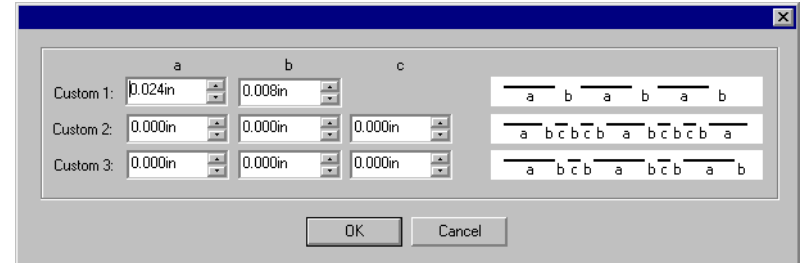 a b c
Custom 1: 0.024in 0.008in a b a b a b
Custom 2: 0.000in 0.000in 0.000in a b c b c b a b c b c b a
Custom 3: 0.000in 0.000in 0.000in a b c b a b c b a b
OK Cancel